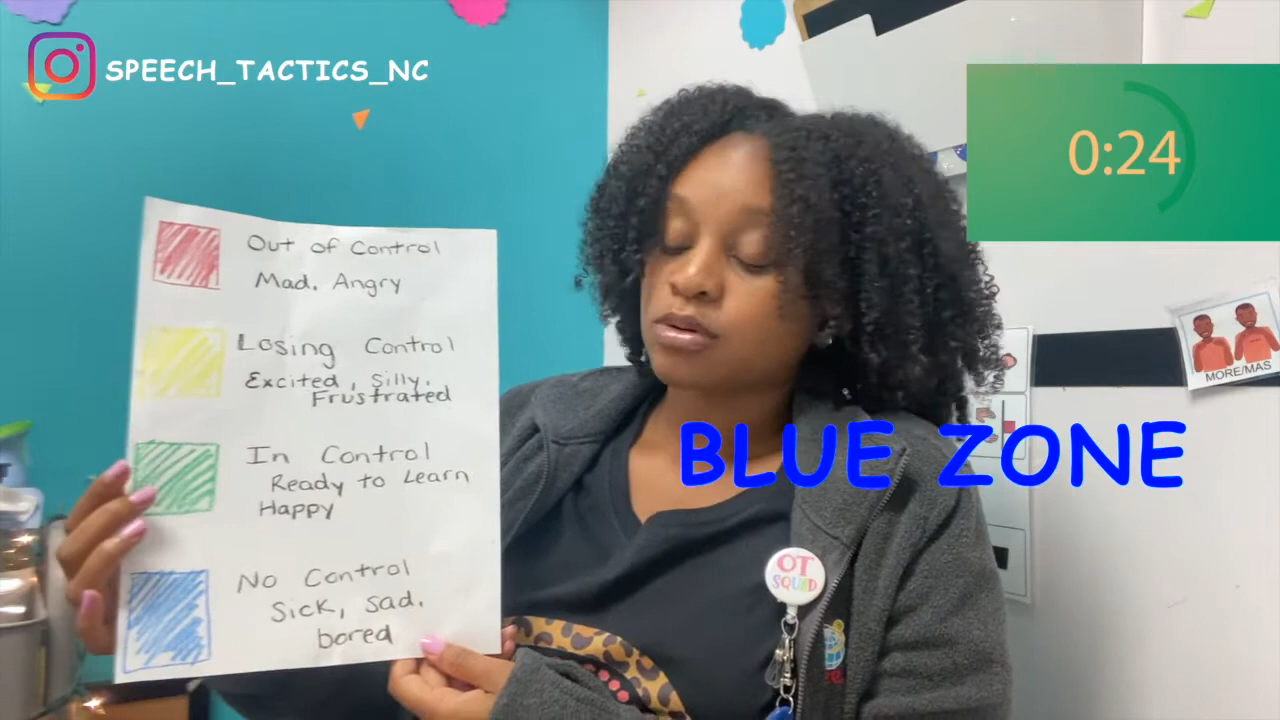 SPEECH_TACTICS_NC
0:24
Out of Control
Mad. Angry
Losing Control
Excited, Silly.
Frustrated
In Control
Ready to Learn
Happy
No Control
Sick, Sad.
bored
BLUE ZONE
OT
SQUAD
MORE/MAS